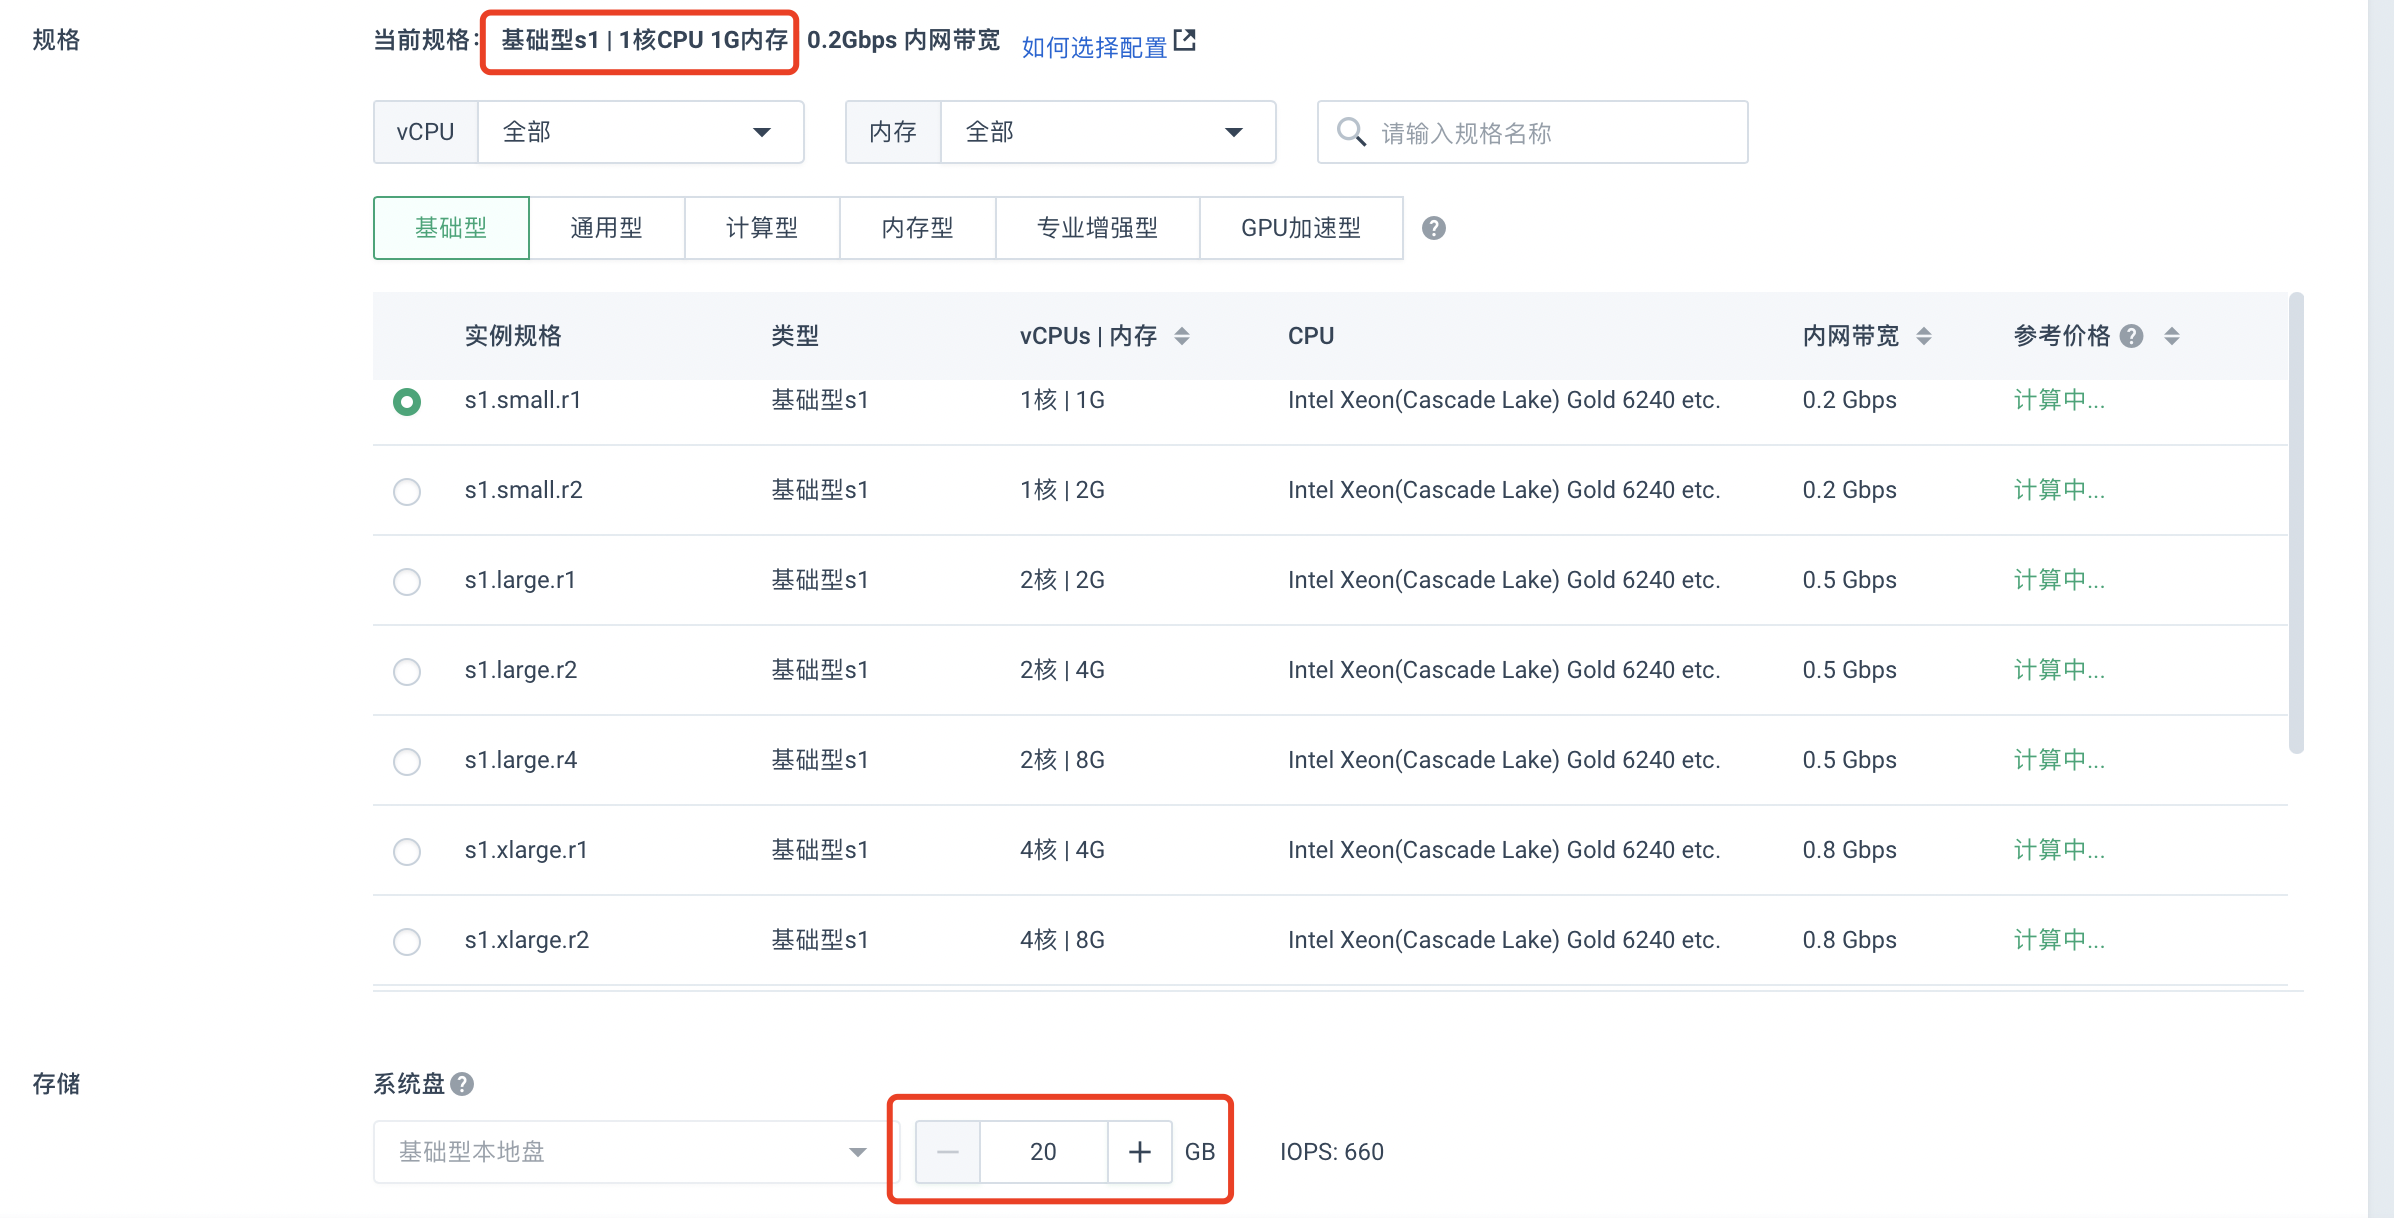 规格
当前规格: 基础型s1 | 1核CPU 1G内存 0.2Gbps 内网带宽 如何选择配置
vCPU 全部 内存 全部 请输入规格名称
基础型 通用型 计算型 内存型 专业增强型 GPU加速型 ?
实例规格 类型 vCPUs | 内存 CPU 内网带宽 参考价格 ?
s1.small.r1 基础型s1 1核 | 1G Intel Xeon(Cascade Lake) Gold 6240 etc. 0.2 Gbps 计算中...
s1.small.r2 基础型s1 1核 | 2G Intel Xeon(Cascade Lake) Gold 6240 etc. 0.2 Gbps 计算中...
s1.large.r1 基础型s1 2核 | 2G Intel Xeon(Cascade Lake) Gold 6240 etc. 0.5 Gbps 计算中...
s1.large.r2 基础型s1 2核 | 4G Intel Xeon(Cascade Lake) Gold 6240 etc. 0.5 Gbps 计算中...
s1.large.r4 基础型s1 2核 | 8G Intel Xeon(Cascade Lake) Gold 6240 etc. 0.5 Gbps 计算中...
s1.xlarge.r1 基础型s1 4核 | 4G Intel Xeon(Cascade Lake) Gold 6240 etc. 0.8 Gbps 计算中...
s1.xlarge.r2 基础型s1 4核 | 8G Intel Xeon(Cascade Lake) Gold 6240 etc. 0.8 Gbps 计算中...
存储
系统盘 ?
基础型本地盘 — 20 + GB IOPS: 660